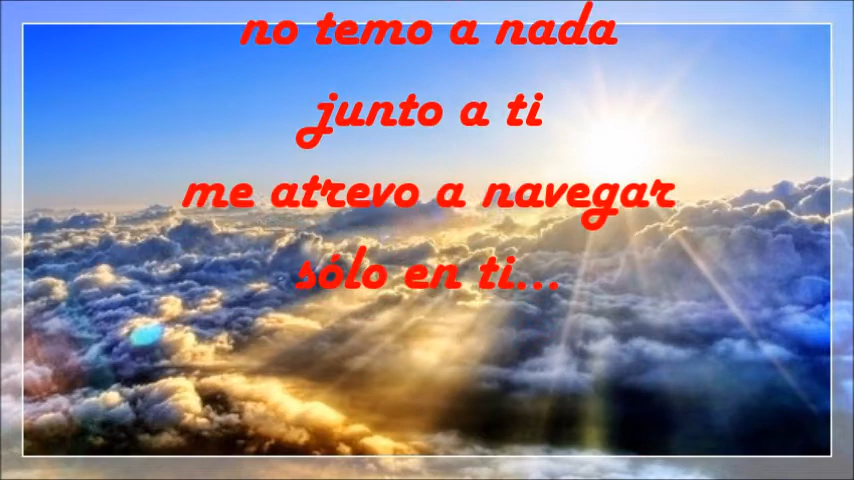 no temo a nada
junto a ti
me atrevo a navegar
sólo en ti...